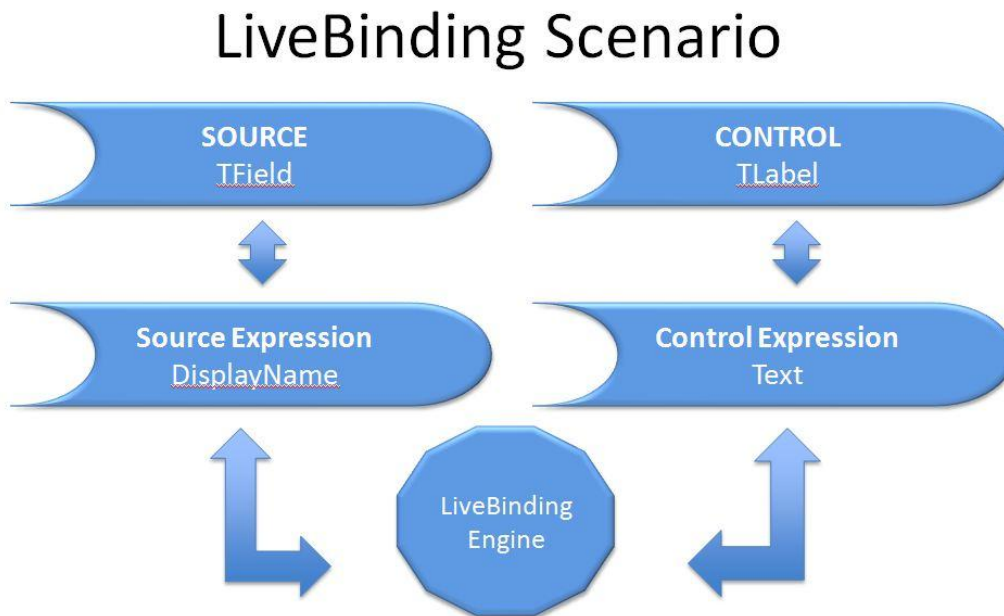 LiveBinding Scenario
SOURCE
TField
CONTROL
TLabel
Source Expression
DisplayName
Control Expression
Text
LiveBinding
Engine